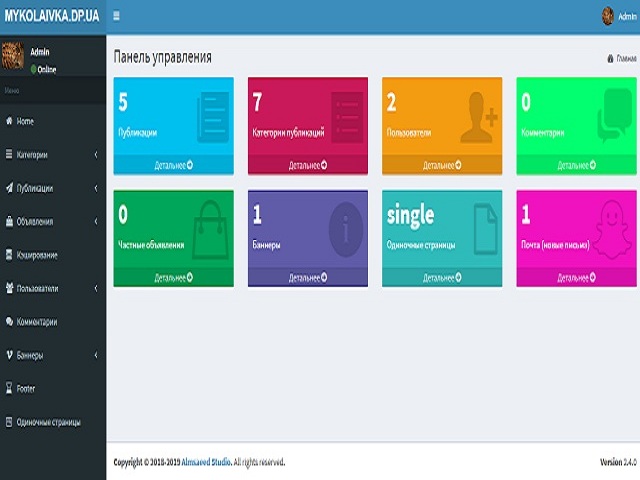 MYKOLAIVKA.DP.UA
Admin
Admin
Online
Меню
Home
Категории
Публикации
Объявления
Кэширование
Пользователи
Комментарии
Баннеры
Footer
Одиночные страницы
Панель управления
Главная
5
Публикации
Детальнее
7
Категории публикаций
Детальнее
2
Пользователи
Детальнее
0
Комментарии
Детальнее
0
Частные объявления
Детальнее
1
Баннеры
Детальнее
single
Одиночные страницы
Детальнее
1
Почта (новые письма)
Детальнее
Copyright © 2018-2019 Almsaeed Studio. All rights reserved.
Version 2.4.0